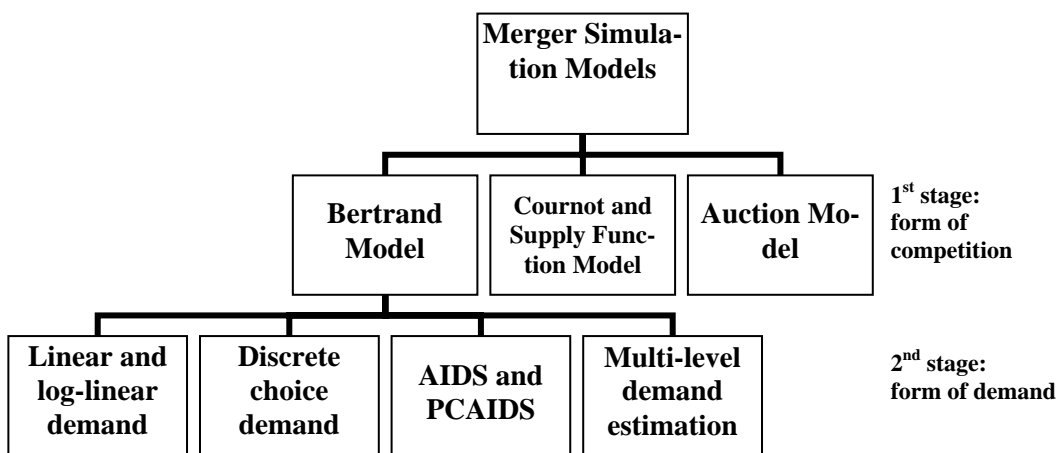 Merger Simula-
tion Models
Bertrand
Model
Cournot and
Supply Func-
tion Model
Auction Mo-
del
1st stage:
form of
competition
Linear and
log-linear
demand
Discrete
choice
demand
AIDS and
PCAIDS
Multi-level
demand
estimation
2nd stage:
form of demand